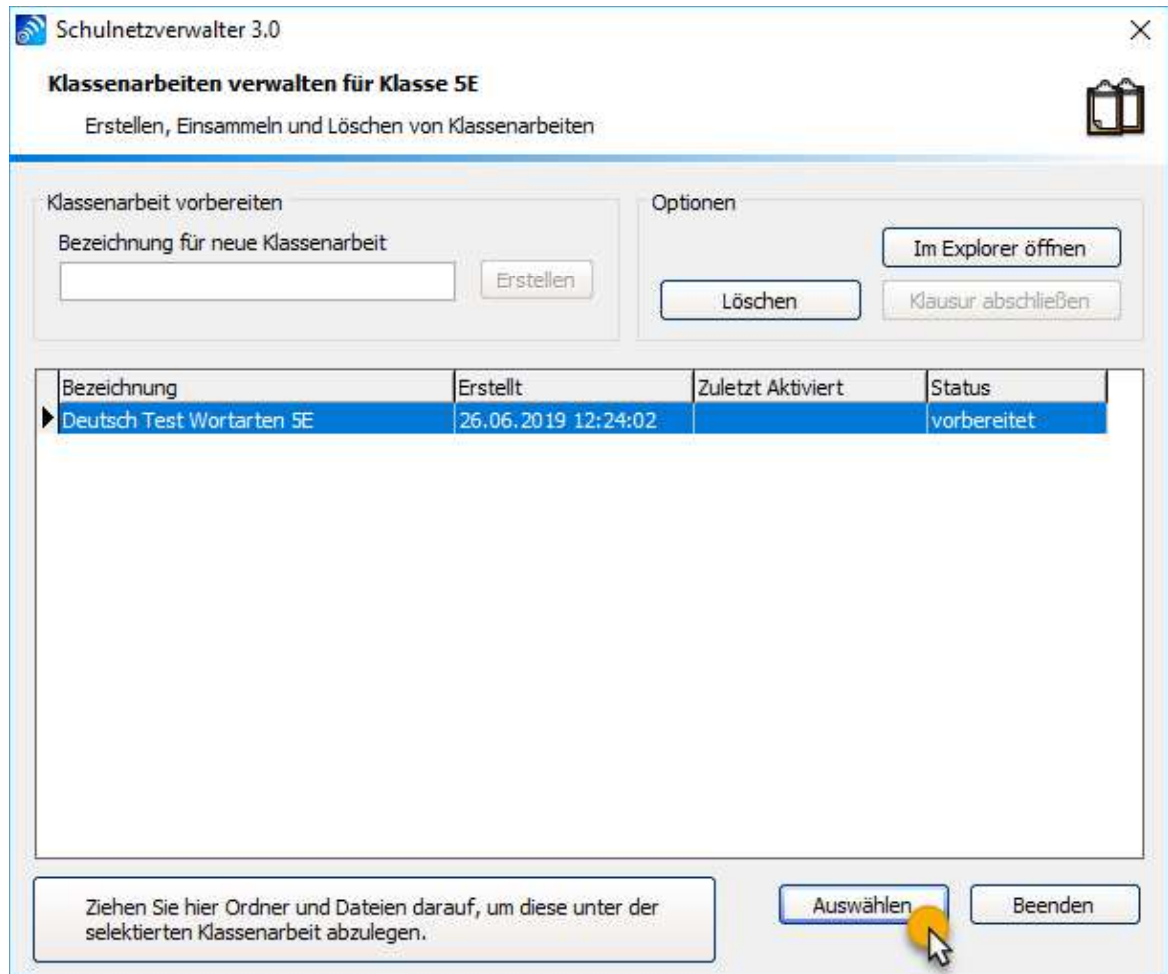 Schulnetzverwalter 3.0
Klassenarbeiten verwalten für Klasse 5E
Erstellen, Einsammeln und Löschen von Klassenarbeiten
Klassenarbeit vorbereiten
Bezeichnung für neue Klassenarbeit
Erstellen
Optionen
Im Explorer öffnen
Löschen
Klausur abschließen
Bezeichnung Erstellt Zuletzt Aktiviert Status
Deutsch Test Wortarten 5E 26.06.2019 12:24:02 vorbereitet
Ziehen Sie hier Ordner und Dateien darauf, um diese unter der
selektierten Klassenarbeit abzulegen.
Auswählen
Beenden